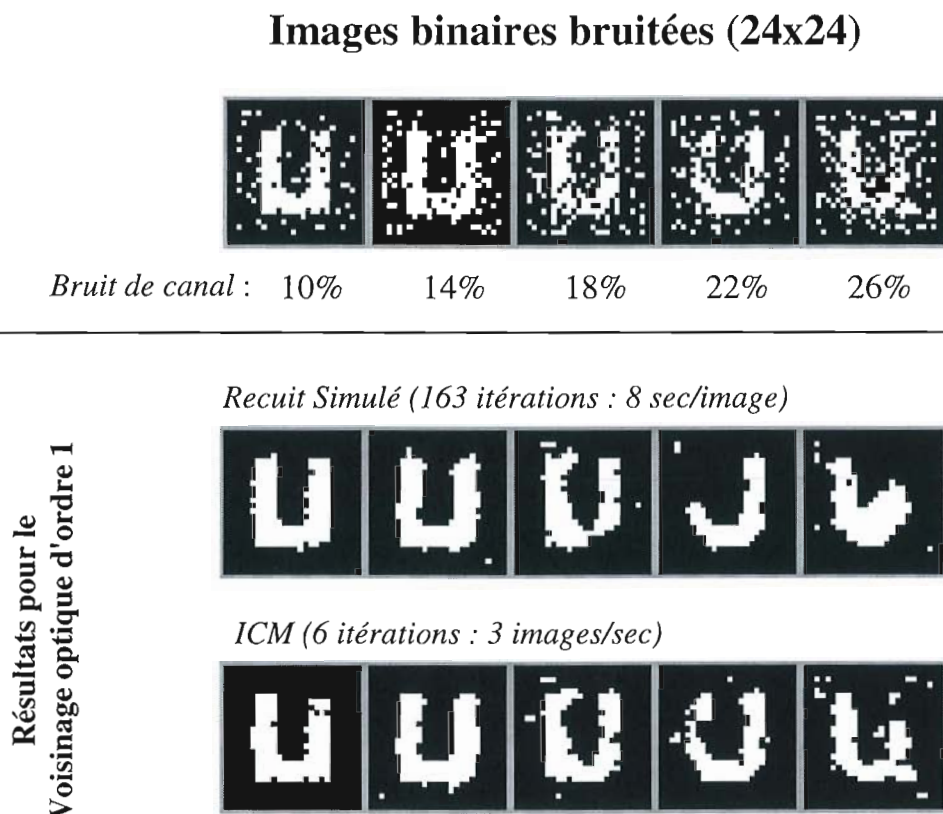 Images binaires bruitées (24x24)
Bruit de canal : 10% 14% 18% 22% 26%
Recuit Simulé (163 itérations : 8 sec/image)
Résultats pour le
Voisinage optique d'ordre 1
ICM (6 itérations : 3 images/sec)